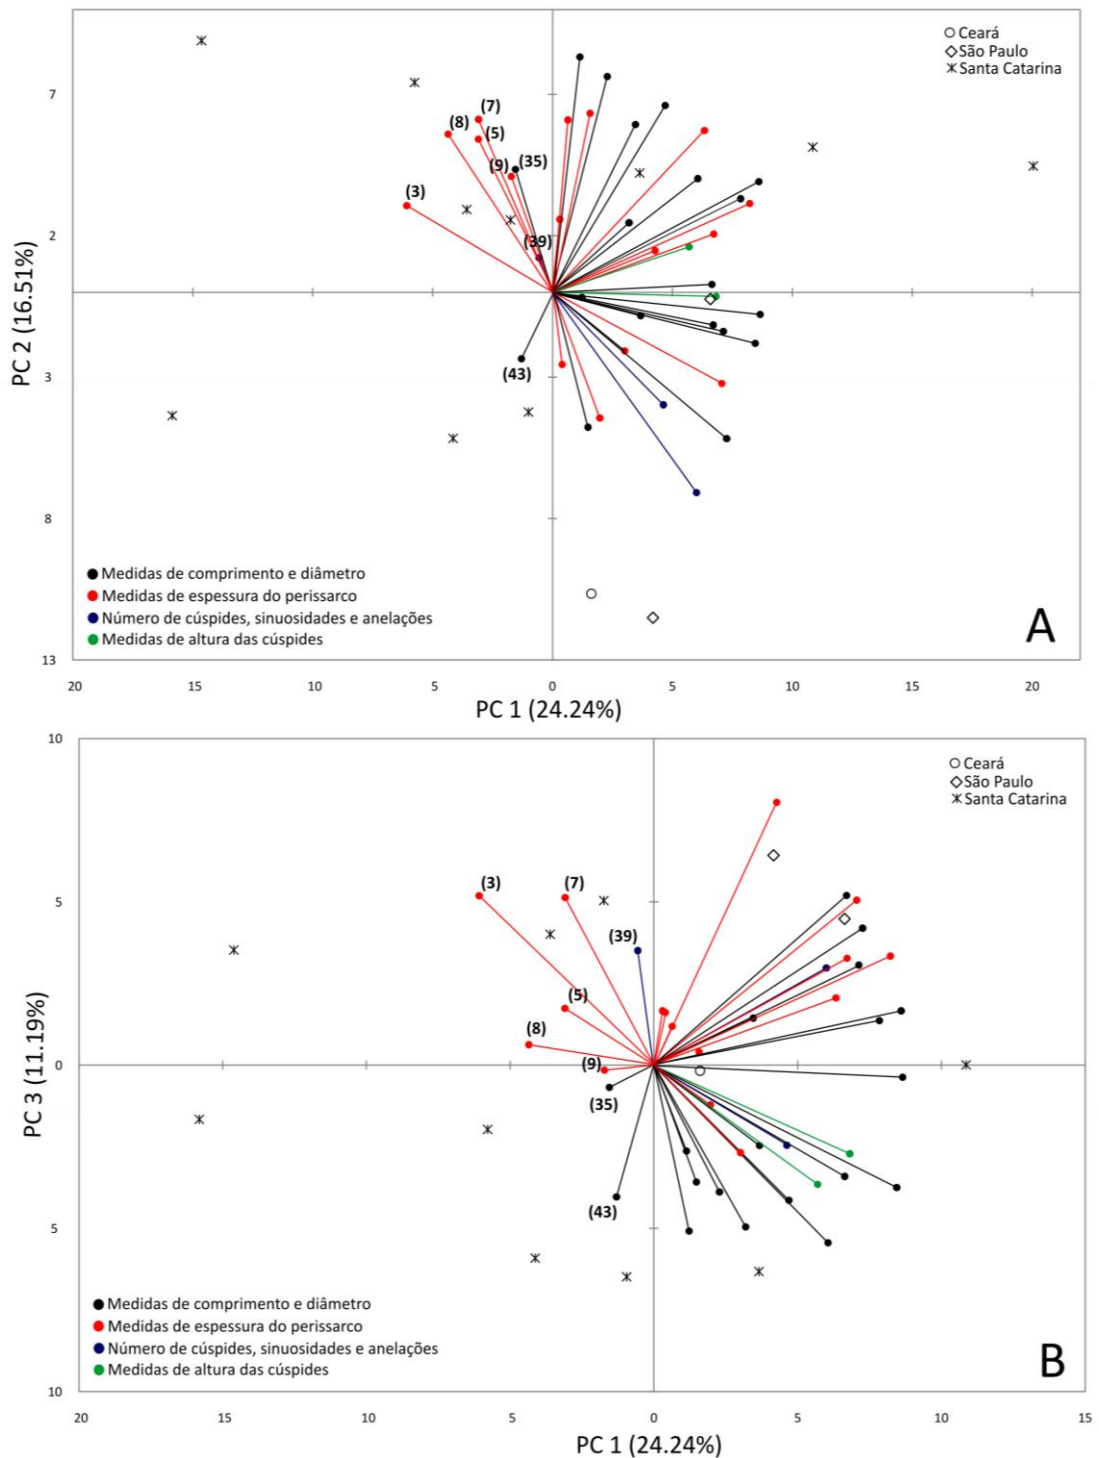 Ceará
São Paulo
Santa Catarina
7
(7)
(8)
(5)
(9)
(35)
(3)
2
(39)
PC 2 (16.51%)
3
(43)
8
Medidas de comprimento e diâmetro
Medidas de espessura do perissarco
Número de cúspides, sinuosidades e anelações
Medidas de altura das cúspides
A
13
20 15 10 5 0 5 10 15 20
PC 1 (24.24%)
10
Ceará
São Paulo
Santa Catarina
5
(3)
(7)
(39)
(5)
(8)
0
(9)
(35)
PC 3 (11.19%)
(43)
5
Medidas de comprimento e diâmetro
Medidas de espessura do perissarco
Número de cúspides, sinuosidades e anelações
Medidas de altura das cúspides
B
10
20 15 10 5 0 5 10 15
PC 1 (24.24%)